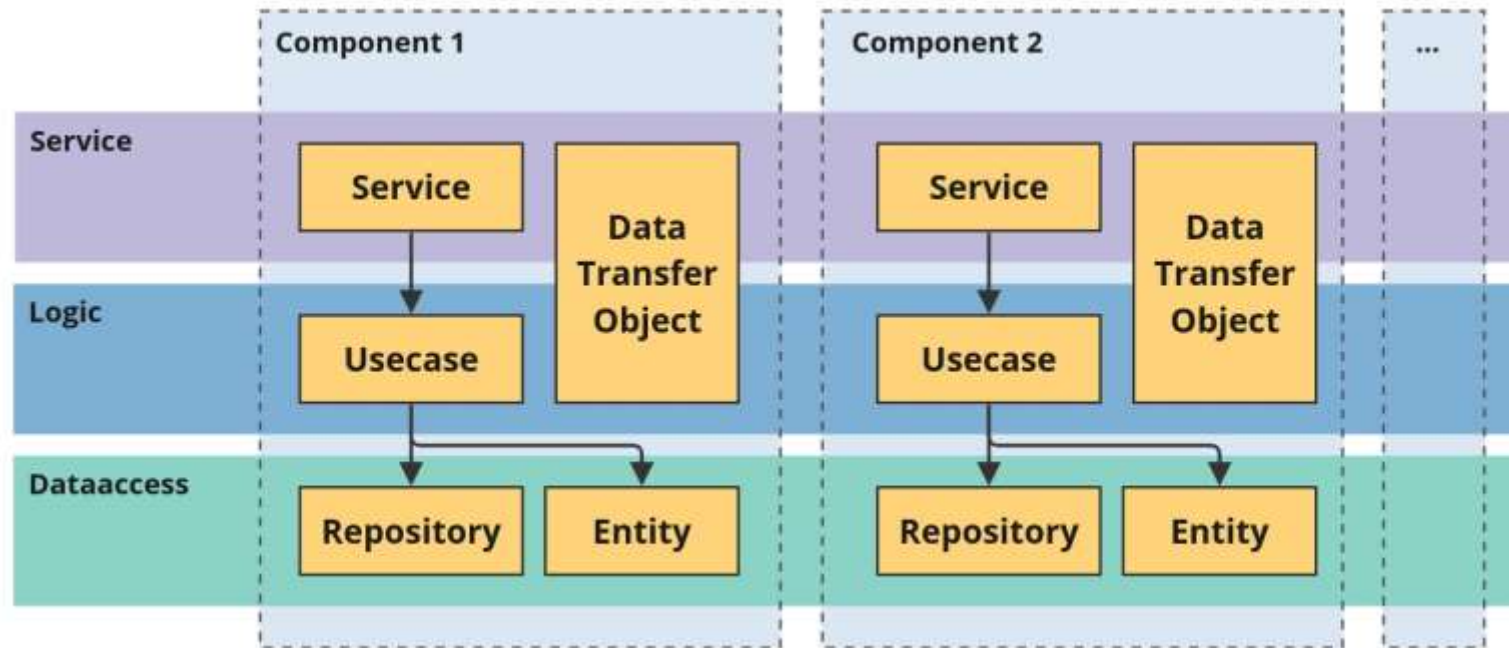 Component 1
Component 2
...
Service
Service
Data
Transfer
Object
Service
Data
Transfer
Object
Logic
Usecase
Usecase
Dataaccess
Repository
Entity
Repository
Entity